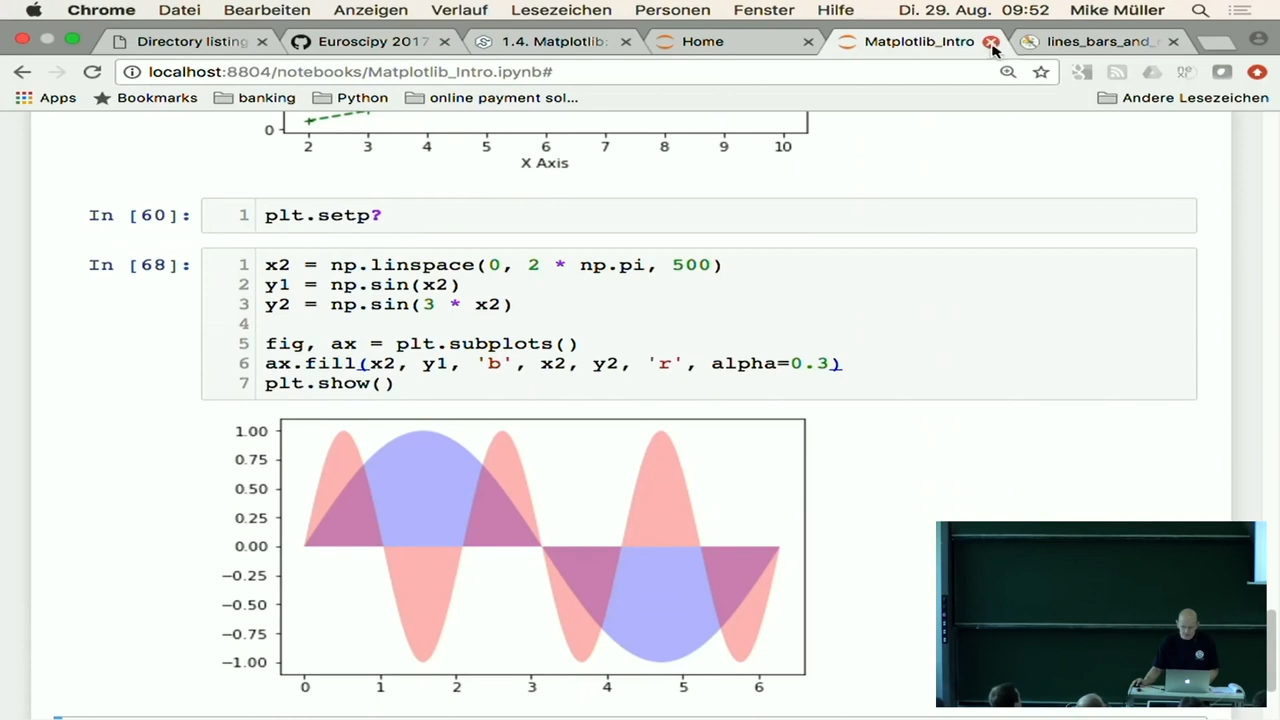 Chrome Datei Bearbeiten Anzeigen Verlauf Lesezeichen Personen Fenster Hilfe Di. 29. Aug. 09:52 Mike Müller
Directory listing Euroscipy 2017 1.4. Matplotlib: Home Matplotlib_Intro lines_bars_and_
localhost:8804/notebooks/Matplotlib_Intro.ipynb#
Apps Bookmarks banking Python online payment sol... Andere Lesezeichen
0
2 3 4 5 6 7 8 9 10
X Axis
In [60]: 1 plt.setp?
In [68]: 1 x2 = np.linspace(0, 2 * np.pi, 500)
2 y1 = np.sin(x2)
3 y2 = np.sin(3 * x2)
4
5 fig, ax = plt.subplots()
6 ax.fill(x2, y1, 'b', x2, y2, 'r', alpha=0.3)
7 plt.show()
1.00
0.75
0.50
0.25
0.00
−0.25
−0.50
−0.75
−1.00
0 1 2 3 4 5 6